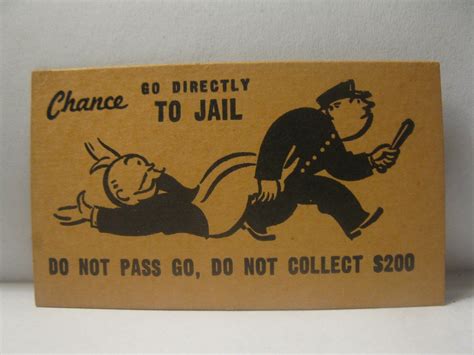 Chance
GO DIRECTLY
TO JAIL
DO NOT PASS GO, DO NOT COLLECT $200